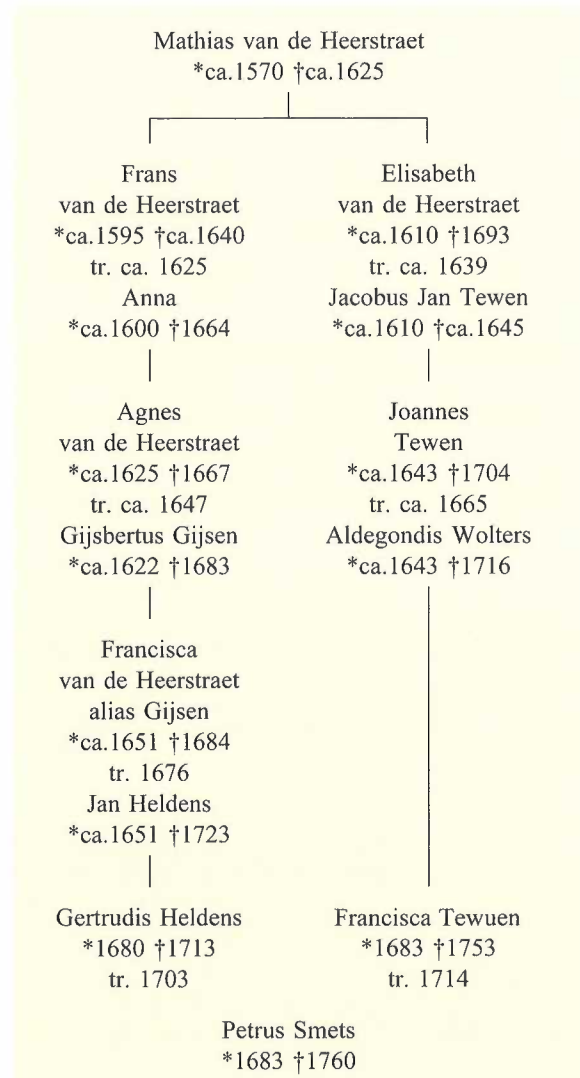 Mathias van de Heerstraet
*ca.1570 †ca.1625
Frans
van de Heerstraet
*ca.1595 †ca.1640
tr. ca. 1625
Anna
*ca.1600 †1664
Elisabeth
van de Heerstraet
*ca.1610 †1693
tr. ca. 1639
Jacobus Jan Tewen
*ca.1610 †ca.1645
Agnes
van de Heerstraet
*ca.1625 †1667
tr. ca. 1647
Gijsbertus Gijsen
*ca.1622 †1683
Joannes
Tewen
*ca.1643 †1704
tr. ca. 1665
Aldegondis Wolters
*ca.1643 †1716
Francisca
van de Heerstraet
alias Gijsen
*ca.1651 †1684
tr. 1676
Jan Heldens
*ca.1651 †1723
Gertrudis Heldens
*1680 †1713
tr. 1703
Francisca Tewuen
*1683 †1753
tr. 1714
Petrus Smets
*1683 †1760